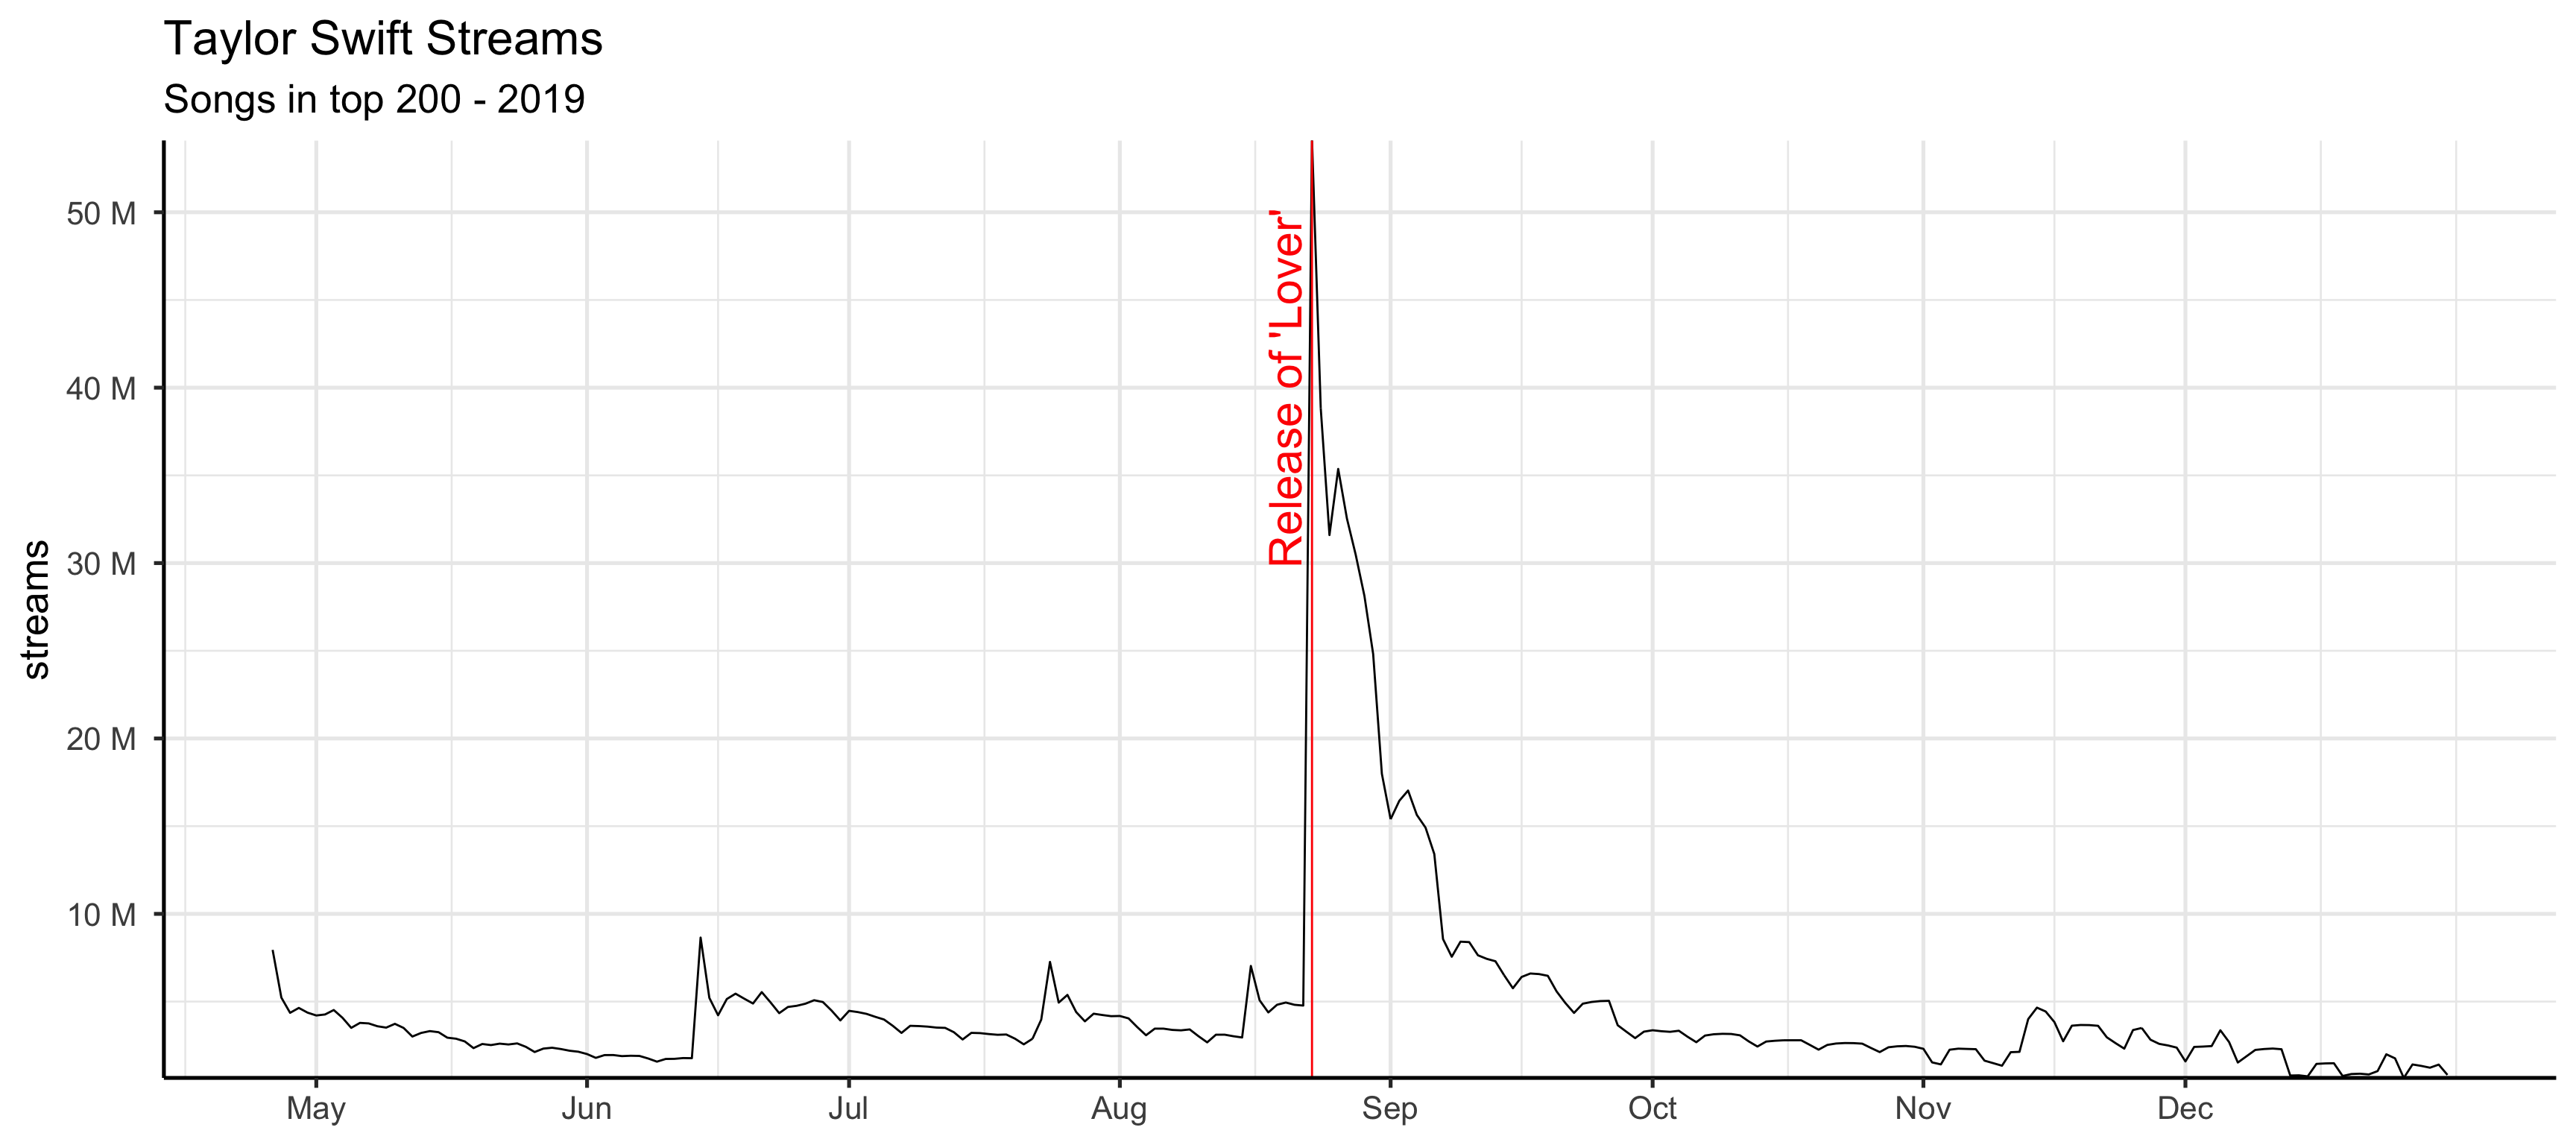 Taylor Swift Streams
Songs in top 200 - 2019
streams
50 M
40 M
30 M
20 M
10 M
Release of 'Lover'
May
Jun
Jul
Aug
Sep
Oct
Nov
Dec